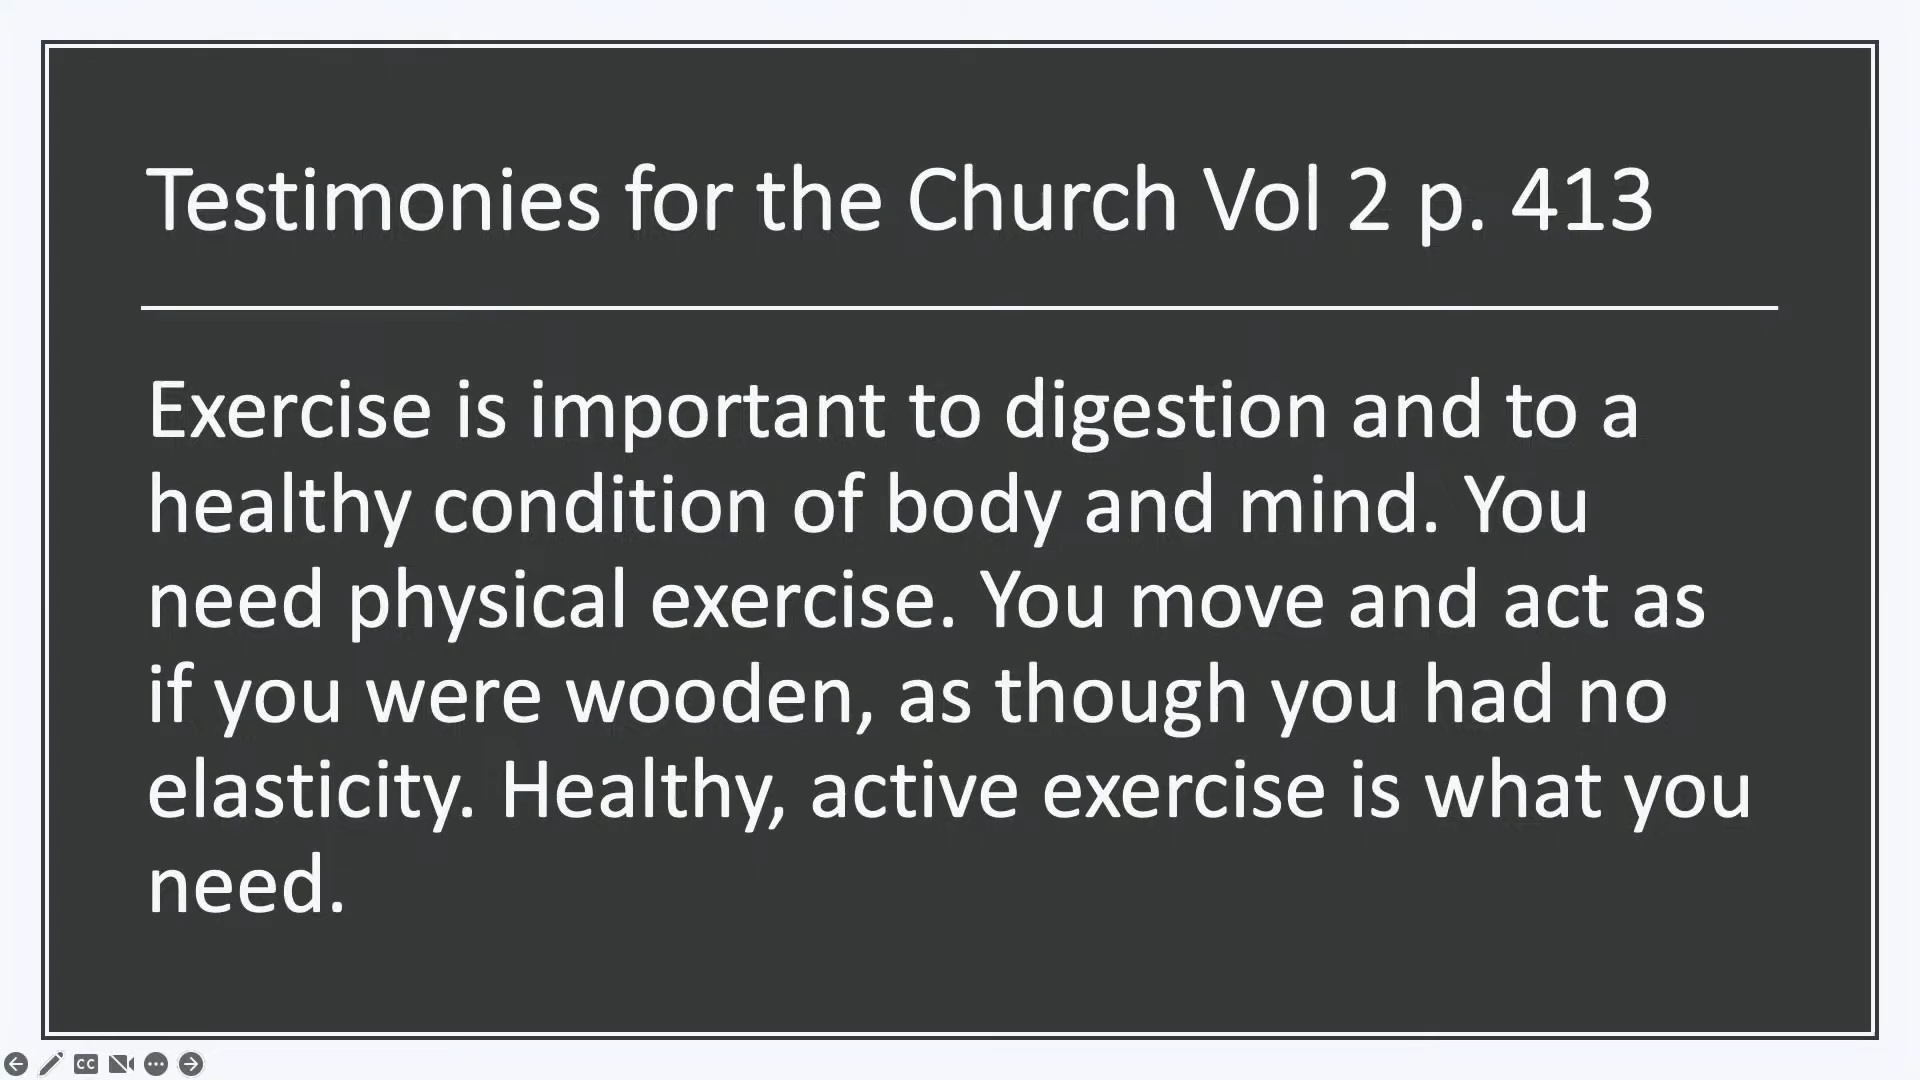 Testimonies for the Church Vol 2 p. 413
Exercise is important to digestion and to a
healthy condition of body and mind. You
need physical exercise. You move and act as
if you were wooden, as though you had no
elasticity. Healthy, active exercise is what you
need.
CC